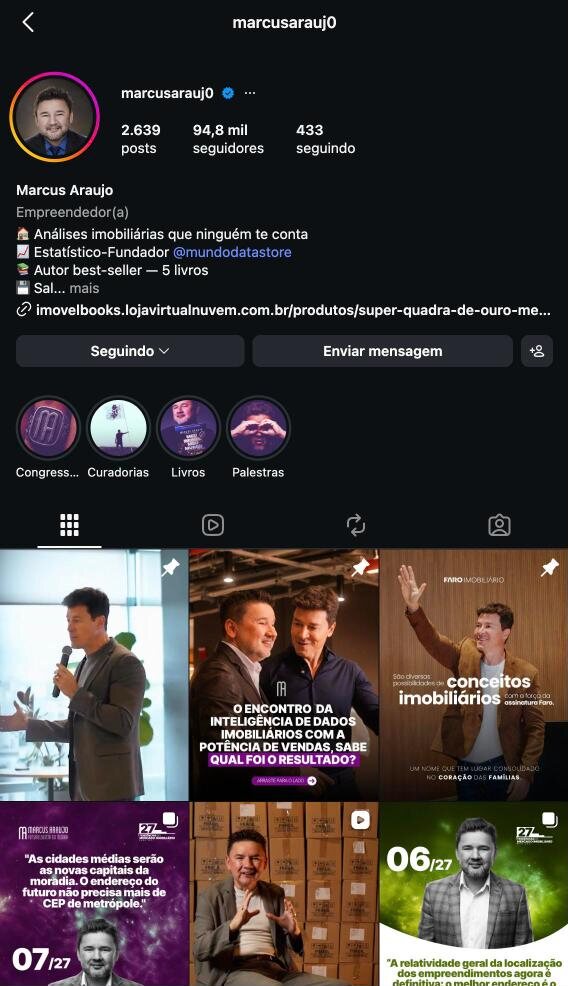 marcusarauj0
marcusarauj0
2.639 94,8 mil 433
posts seguidores seguindo
Marcus Araujo
Empreendedor(a)
🏠 Análises imobiliárias que ninguém te conta
📈 Estatístico-Fundador @mundodatastore
📚 Autor best-seller — 5 livros
💾 Sal... mais
imovelbooks.lojavirtualnuvem.com.br/produtos/super-quadra-de-ouro-me...
Seguindo
Enviar mensagem
Congress... Curadorias Livros Palestras
O ENCONTRO DA
INTELIGÊNCIA DE DADOS
IMOBILIÁRIOS COM A
POTÊNCIA DE VENDAS, SABE
QUAL FOI O RESULTADO?
ARRASTE PARA O LADO
FARO IMOBILIÁRIO
São diversas
possibilidades de conceitos
imobiliários com a força da
assinatura Faro.
UM NOME QUE TEM LUGAR CONSOLIDADO
NO CORAÇÃO DAS FAMÍLIAS.
MARCUS ARAUJO
27
"As cidades médias serão
as novas capitais da
moradia. O endereço do
futuro não precisa mais de
CEP de metrópole."
07/27
27
06/27
"A relatividade geral da localização
dos empreendimentos agora é
definitiva: o melhor endereço é o